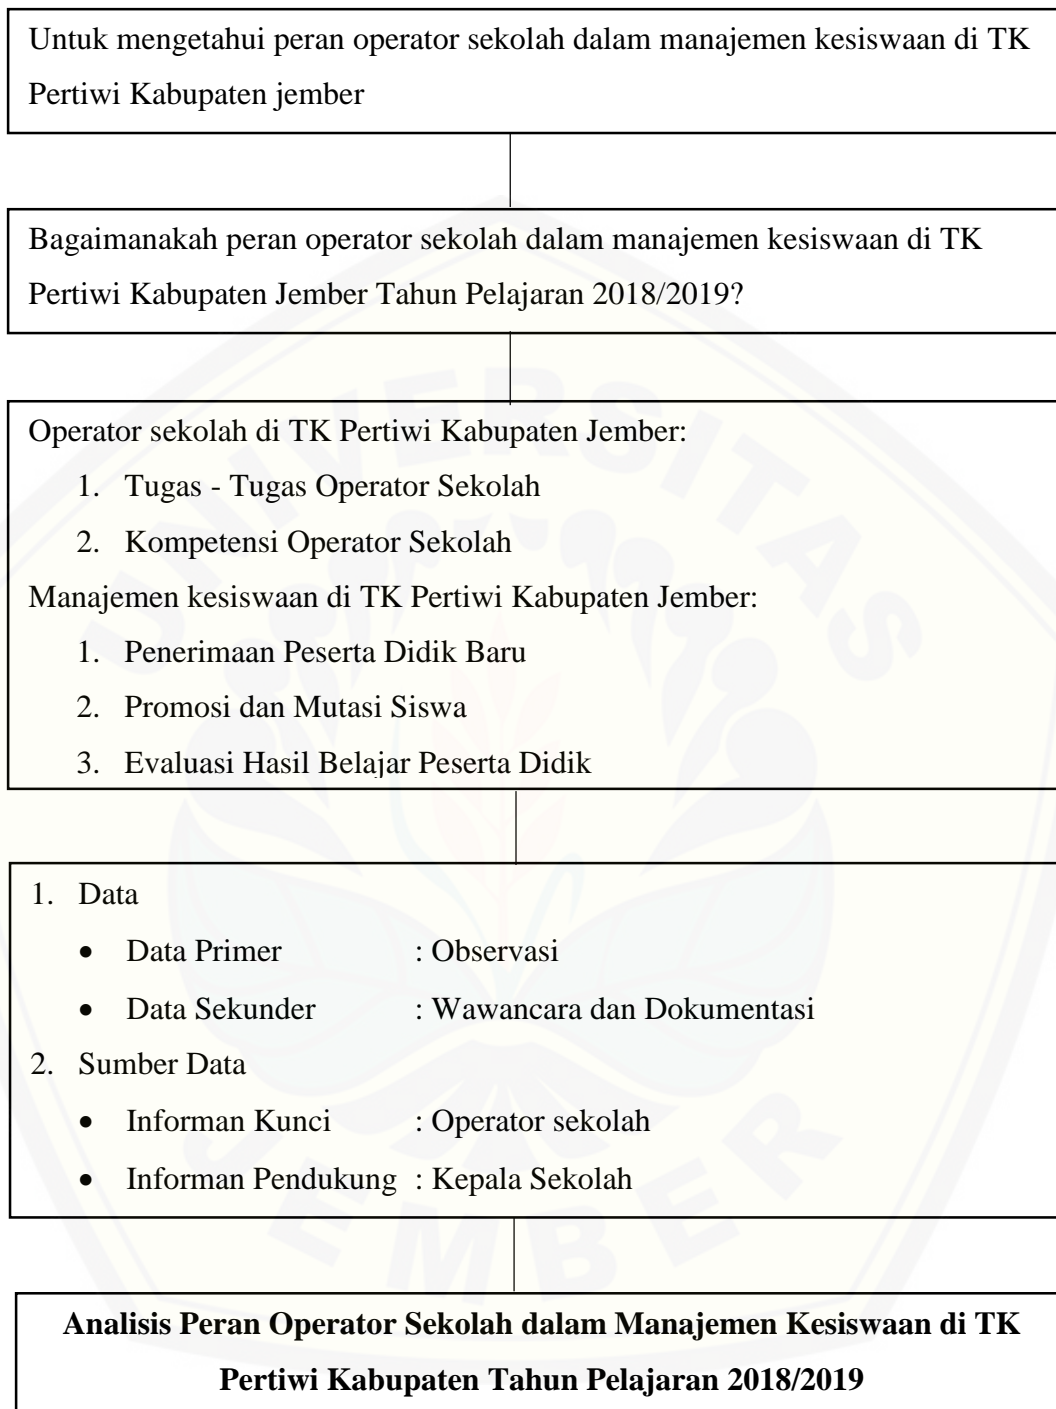 Untuk mengetahui peran operator sekolah dalam manajemen kesiswaan di TK
Pertiwi Kabupaten jember
Bagaimanakah peran operator sekolah dalam manajemen kesiswaan di TK
Pertiwi Kabupaten Jember Tahun Pelajaran 2018/2019?
Operator sekolah di TK Pertiwi Kabupaten Jember:
1. Tugas - Tugas Operator Sekolah
2. Kompetensi Operator Sekolah
Manajemen kesiswaan di TK Pertiwi Kabupaten Jember:
1. Penerimaan Peserta Didik Baru
2. Promosi dan Mutasi Siswa
3. Evaluasi Hasil Belajar Peserta Didik
1. Data
• Data Primer : Observasi
• Data Sekunder : Wawancara dan Dokumentasi
2. Sumber Data
• Informan Kunci : Operator sekolah
• Informan Pendukung : Kepala Sekolah
Analisis Peran Operator Sekolah dalam Manajemen Kesiswaan di TK
Pertiwi Kabupaten Tahun Pelajaran 2018/2019
UNIVERSITAS
JEMBER